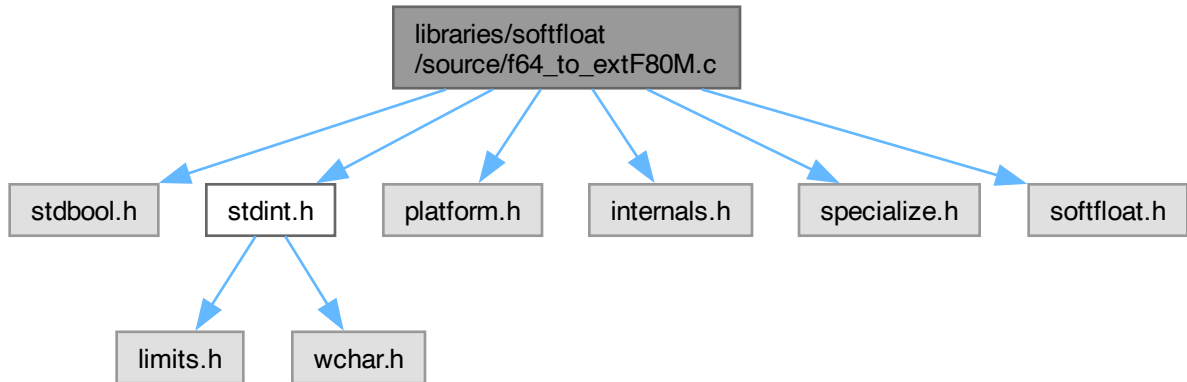 libraries/softfloat
/source/f64_to_extF80M.c
stdbool.h
stdint.h
platform.h
internals.h
specialize.h
softfloat.h
limits.h
wchar.h